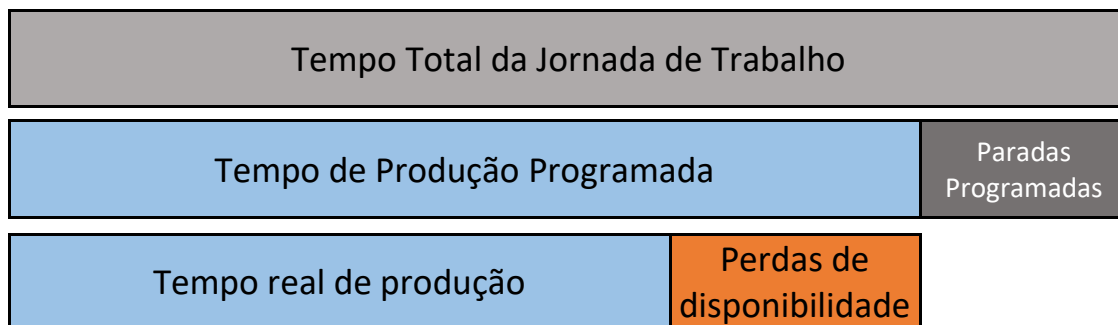 Tempo Total da Jornada de Trabalho
Tempo de Produção Programada
Paradas
Programadas
Tempo real de produção
Perdas de
disponibilidade